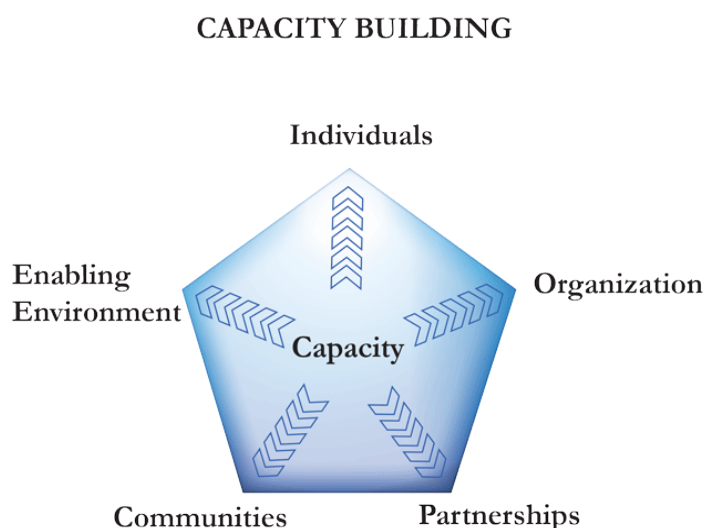 CAPACITY BUILDING
Individuals
Enabling
Environment
Organization
Capacity
Communities
Partnerships